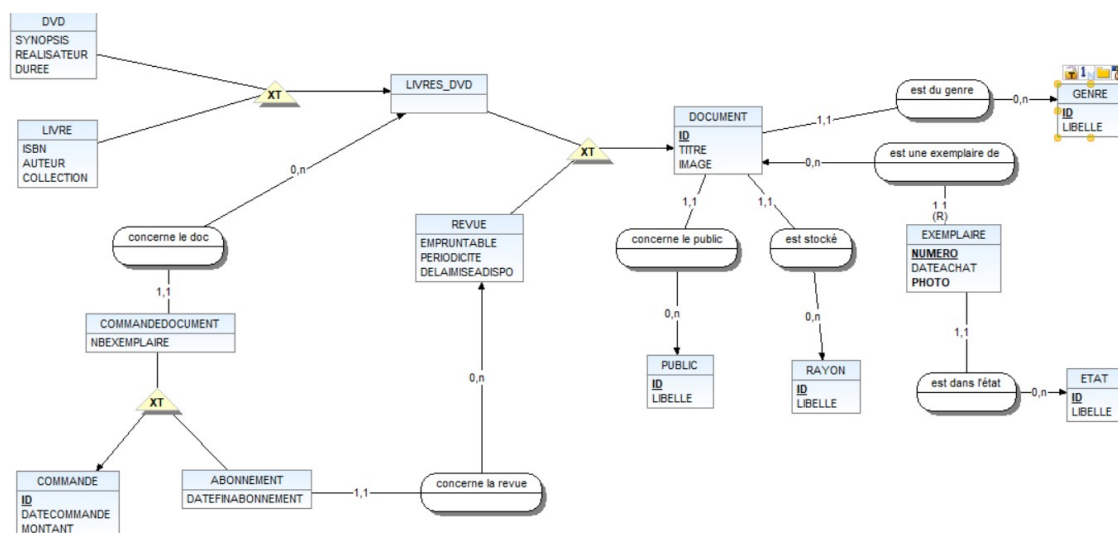 DVD
SYNOPSIS
REALISATEUR
DUREE
XT
LIVRES_DVD
LIVRE
ISBN
AUTEUR
COLLECTION
DOCUMENT
ID
TITRE
IMAGE
1,1
est du genre
0,n
GENRE
ID
LIBELLE
XT
0,n
est une exemplaire de
0,n
1,1
(R)
concerne le doc
1,1
REVUE
EMPRUNTABLE
PERIODICITE
DELAIMISEADISPO
1,1
1,1
concerne le public
est stocké
EXEMPLAIRE
NUMERO
DATEACHAT
PHOTO
0,n
0,n
1,1
COMMANDEDOCUMENT
NBEXEMPLAIRE
0,n
PUBLIC
ID
LIBELLE
RAYON
ID
LIBELLE
est dans l'état
0,n
ETAT
ID
LIBELLE
XT
COMMANDE
ID
DATECOMMANDE
MONTANT
ABONNEMENT
DATEFINABONNEMENT
1,1
concerne la revue